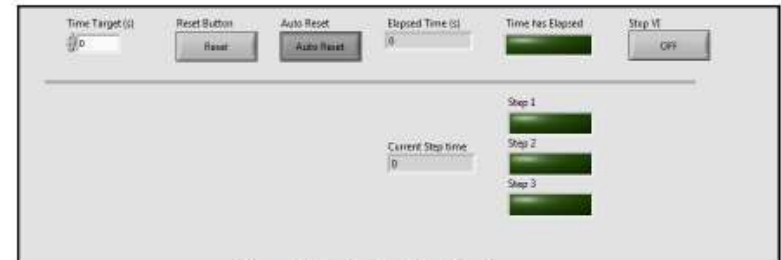 Time Target (s)
Reset Button
Auto Reset
Elapsed Time (s)
Time has Elapsed
Stop VI
0
Reset
Auto Reset
0
OFF
Step 1
Current Step time
Step 2
0
Step 3